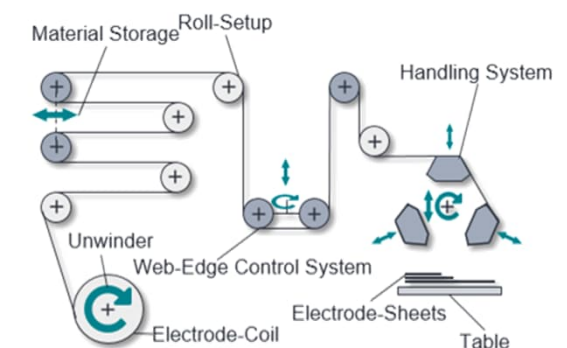 Roll-Setup
Material Storage
Handling System
Unwinder
Web-Edge Control System
Electrode-Sheets
Electrode-Coil
Table